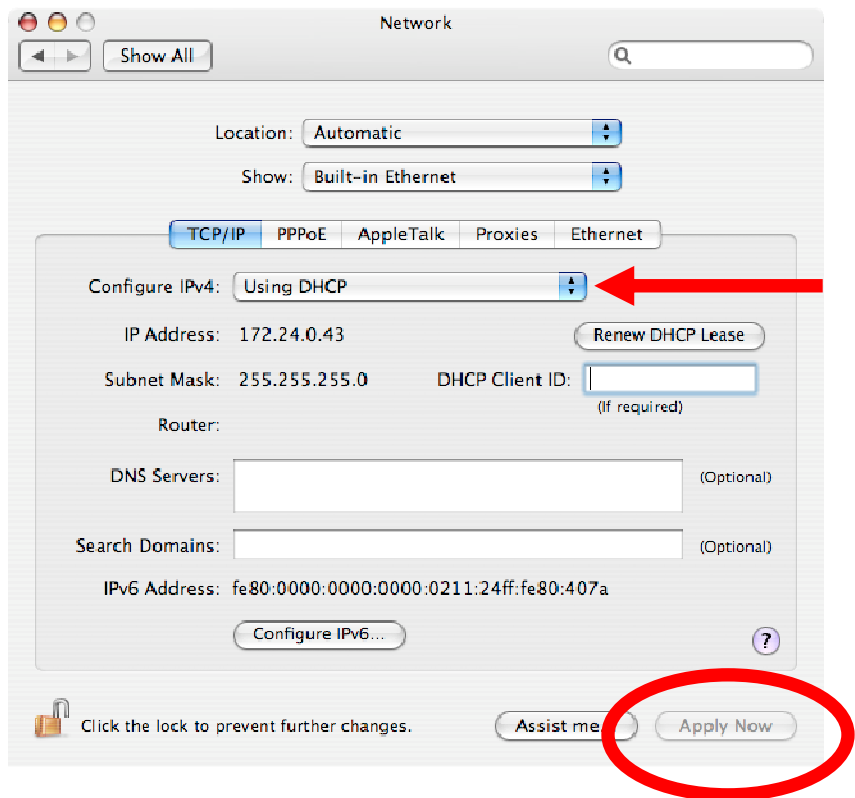 Network
Show All
Location: Automatic
Show: Built-in Ethernet
TCP/IP PPPoE AppleTalk Proxies Ethernet
Configure IPv4: Using DHCP
IP Address: 172.24.0.43 Renew DHCP Lease
Subnet Mask: 255.255.255.0 DHCP Client ID:
(If required)
Router:
DNS Servers: (Optional)
Search Domains: (Optional)
IPv6 Address: fe80:0000:0000:0000:0211:24ff:fe80:407a
Configure IPv6...
?
Click the lock to prevent further changes. Assist me Apply Now